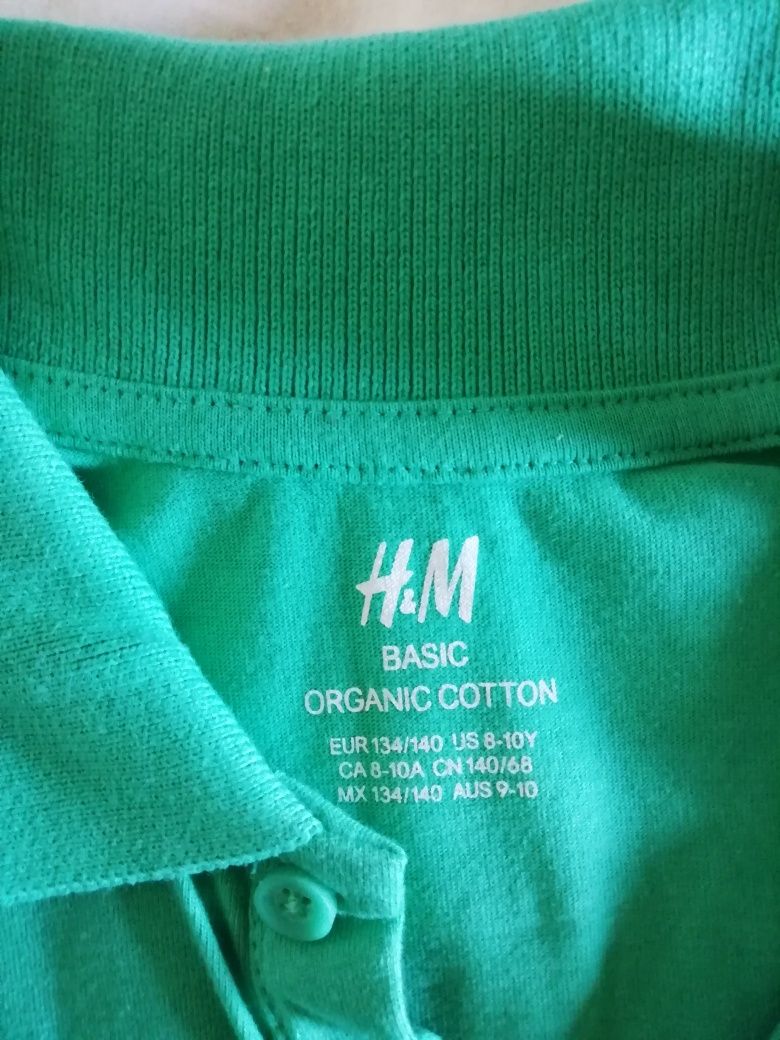 H&M
BASIC
ORGANIC COTTON
EUR 134/140 US 8-10Y
CA 8-10A CN 140/68
MX 134/140 AUS 9-10